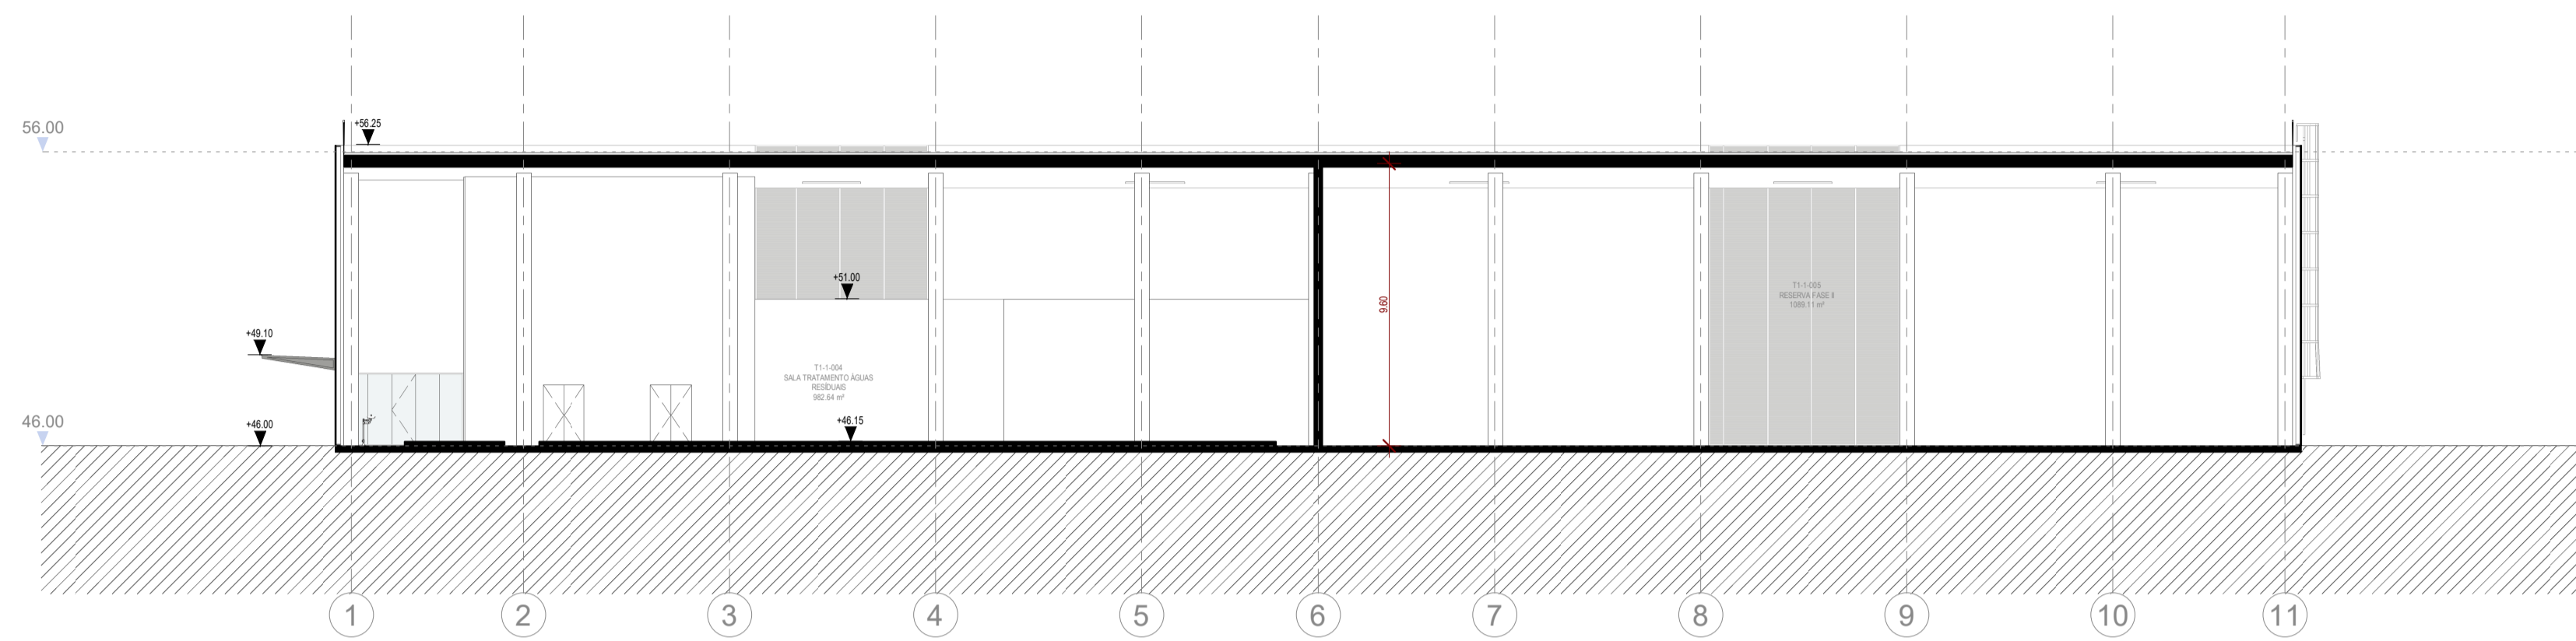 56.00
+56.25
+51.00
+49.10
9.60
T1-1-005
RESERVA FASE II
1089.11 m²
T1-1-004
SALA TRATAMENTO ÁGUAS
RESÍDUAIS
982.64 m²
46.00
+46.00
+46.15
1
2
3
4
5
6
7
8
9
10
11